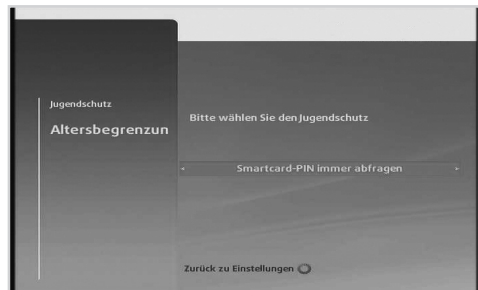 Jugendschutz
Altersbegrenzun
Bitte wählen Sie den Jugendschutz
Smartcard-PIN immer abfragen
Zurück zu Einstellungen